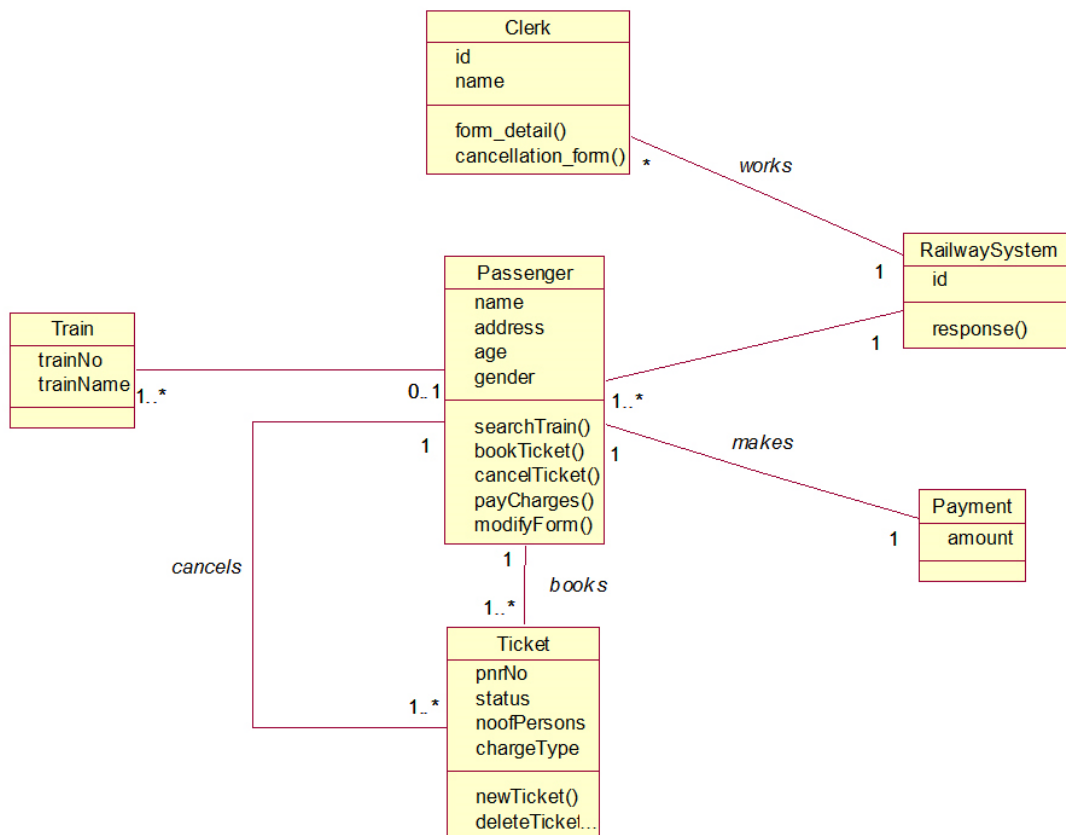 Clerk
id
name
form_detail()
cancellation_form()
*
works
RailwaySystem
id
response()
1
1
Passenger
name
address
age
gender
searchTrain()
bookTicket()
cancelTicket()
payCharges()
modifyForm()
Train
trainNo
trainName
1..*
0..1
1..*
1
1
makes
Payment
amount
1
cancels
1
books
1..*
Ticket
pnrNo
status
noofPersons
chargeType
newTicket()
deleteTicket...
1..*